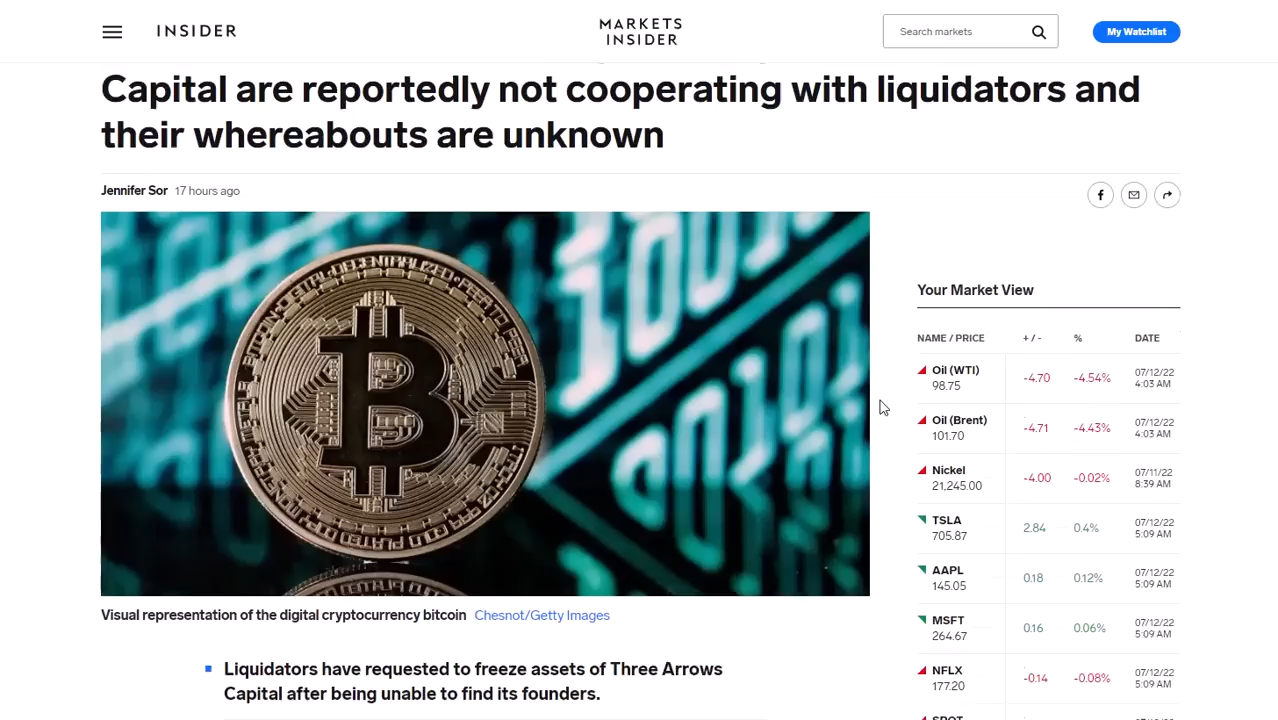 INSIDER
MARKETS
INSIDER
Search markets
My Watchlist
Capital are reportedly not cooperating with liquidators and
their whereabouts are unknown
Jennifer Sor 17 hours ago
Visual representation of the digital cryptocurrency bitcoin Chesnot/Getty Images
Liquidators have requested to freeze assets of Three Arrows
Capital after being unable to find its founders.
Your Market View
NAME / PRICE + / - % DATE
Oil (WTI) 98.75 -4.70 -4.54% 07/12/22 4:03 AM
Oil (Brent) 101.70 -4.71 -4.43% 07/12/22 4:03 AM
Nickel 21,245.00 -4.00 -0.02% 07/11/22 8:39 AM
TSLA 705.87 2.84 0.4% 07/12/22 5:09 AM
AAPL 145.05 0.18 0.12% 07/12/22 5:09 AM
MSFT 264.67 0.16 0.06% 07/12/22 5:09 AM
NFLX 177.20 -0.14 -0.08% 07/12/22 5:09 AM